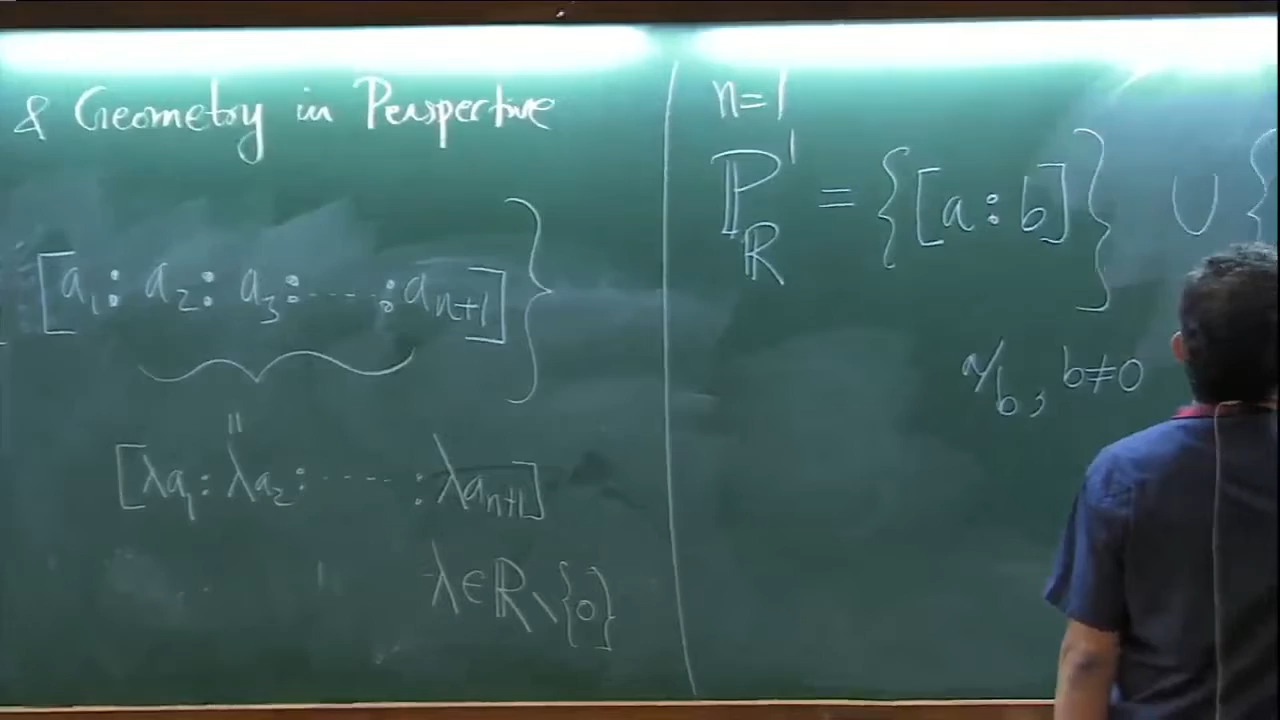 & Geometry in Perspective
[a₁ : a₂ : a₃ : ····· : aₙ₊₁] }
॥
[λa₁ : λa₂ : ····· : λaₙ₊₁]
λ ∈ ℝ \ {0}
n = 1
ℙ¹_ℝ = {[a : b]} ∪ {
a/b, b ≠ 0